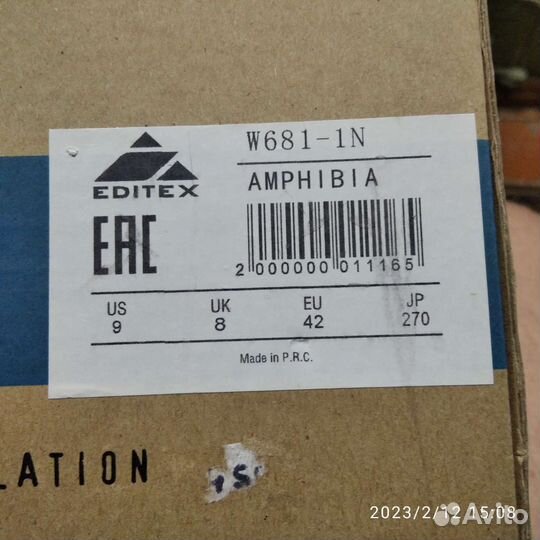 W681-1N
EDITEX
AMPHIBIA
EAC
2 000000 011165
US UK EU JP
9 8 42 270
Made in P.R.C.
LATION
2023/2/12 15:08
Avito